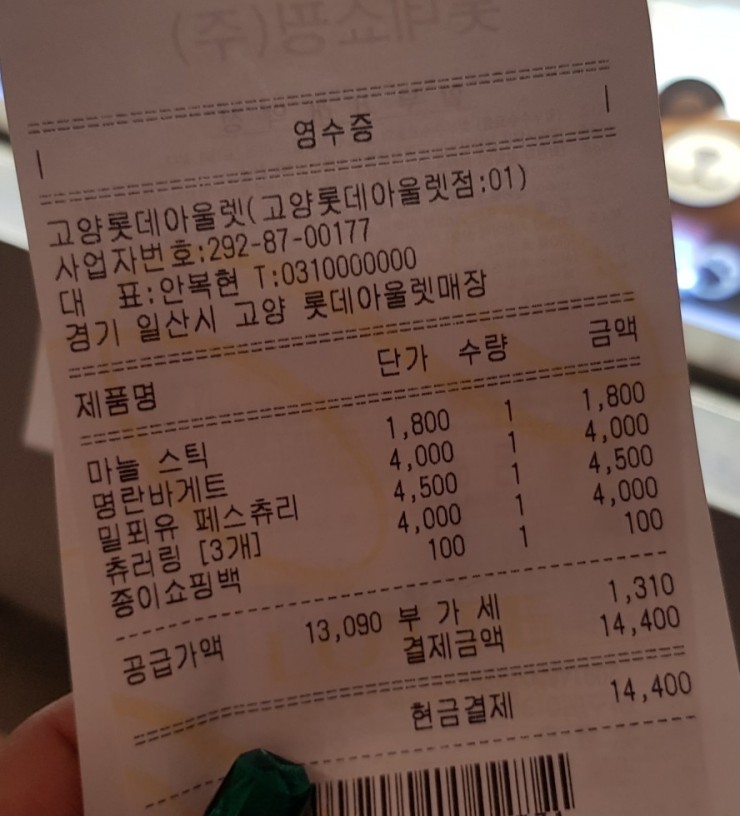 영수증
고양롯데아울렛(고양롯데아울렛점:01)
사업자번호:292-87-00177
대 표:안복현 T:0310000000
경기 일산시 고양 롯데아울렛매장
제품명 단가 수량 금액
마늘 스틱 1,800 1 1,800
명란바게트 4,000 1 4,000
밀푀유 페스츄리 4,500 1 4,500
츄러링 [3개] 4,000 1 4,000
종이쇼핑백 100 1 100
공급가액 13,090 부 가 세 1,310
결제금액 14,400
현금결제 14,400